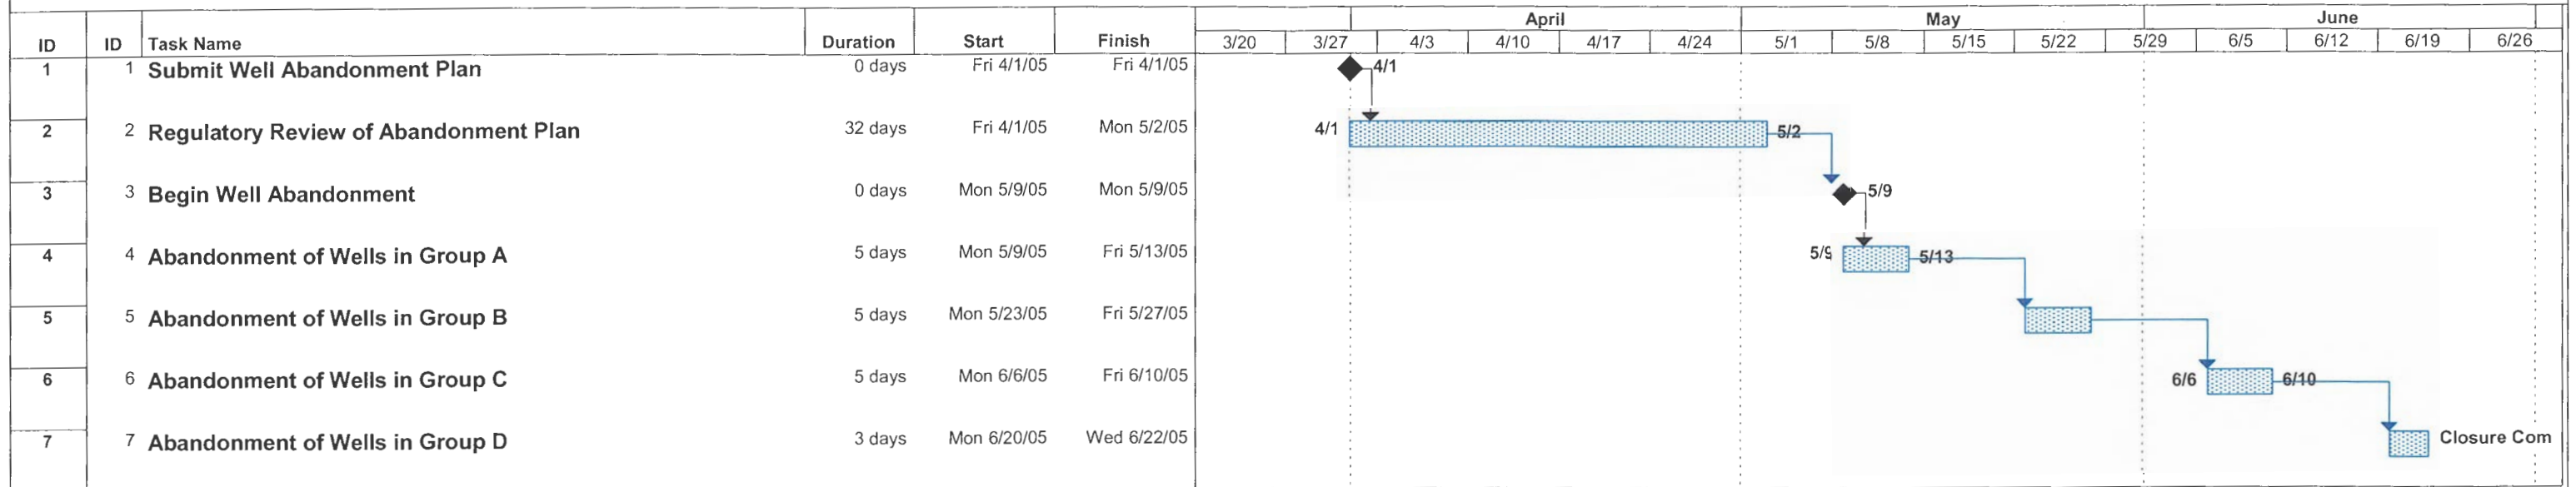 April May June
ID ID Task Name Duration Start Finish 3/20 3/27 4/3 4/10 4/17 4/24 5/1 5/8 5/15 5/22 5/29 6/5 6/12 6/19 6/26
1 1 Submit Well Abandonment Plan 0 days Fri 4/1/05 Fri 4/1/05 4/1
2 2 Regulatory Review of Abandonment Plan 32 days Fri 4/1/05 Mon 5/2/05 4/1 5/2
3 3 Begin Well Abandonment 0 days Mon 5/9/05 Mon 5/9/05 5/9
4 4 Abandonment of Wells in Group A 5 days Mon 5/9/05 Fri 5/13/05 5/9 5/13
5 5 Abandonment of Wells in Group B 5 days Mon 5/23/05 Fri 5/27/05
6 6 Abandonment of Wells in Group C 5 days Mon 6/6/05 Fri 6/10/05 6/6 6/10
7 7 Abandonment of Wells in Group D 3 days Mon 6/20/05 Wed 6/22/05 Closure Com